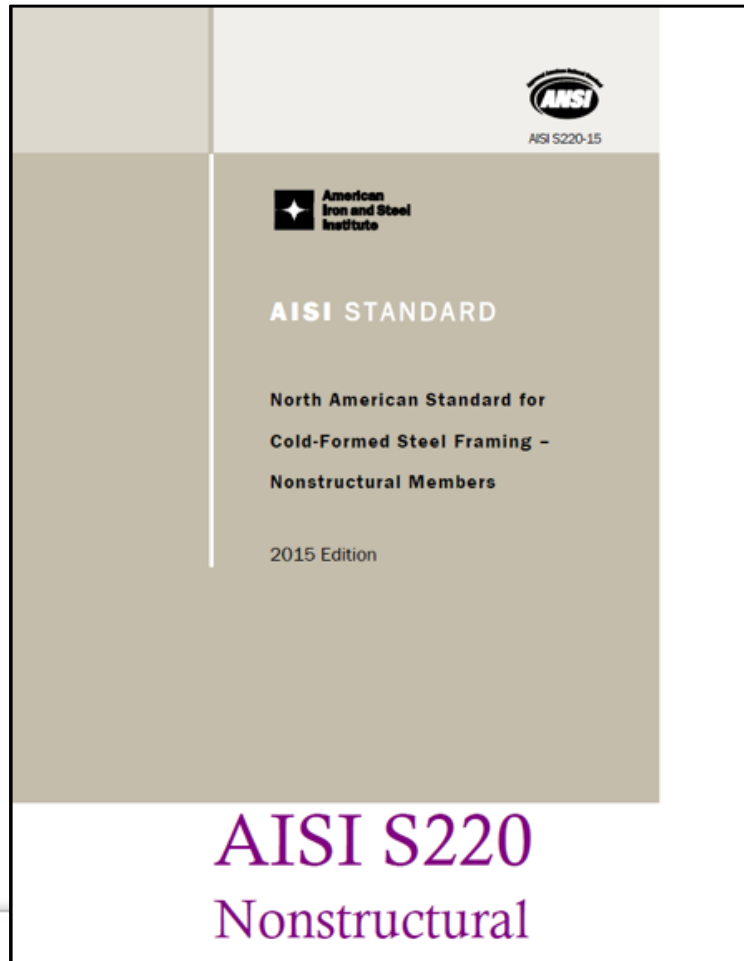 ANSI
AISI S220-15
American
Iron and Steel
Institute
AISI STANDARD
North American Standard for
Cold-Formed Steel Framing –
Nonstructural Members
2015 Edition
AISI S220
Nonstructural